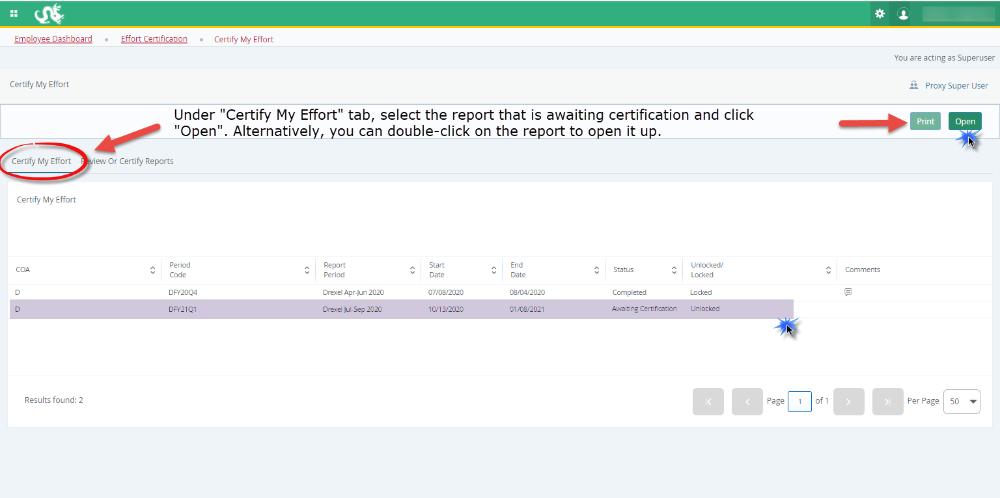 Employee Dashboard • Effort Certification • Certify My Effort
You are acting as Superuser
Certify My Effort
Proxy Super User
Under "Certify My Effort" tab, select the report that is awaiting certification and click
"Open". Alternatively, you can double-click on the report to open it up.
Print Open
Certify My Effort Review Or Certify Reports
Certify My Effort
COA Period Code Report Period Start Date End Date Status Unlocked/ Locked Comments
D DFY20Q4 Drexel Apr-Jun 2020 07/08/2020 08/04/2020 Completed Locked
D DFY21Q1 Drexel Jul-Sep 2020 10/13/2020 01/08/2021 Awaiting Certification Unlocked
Results found: 2 Page 1 of 1 Per Page 50